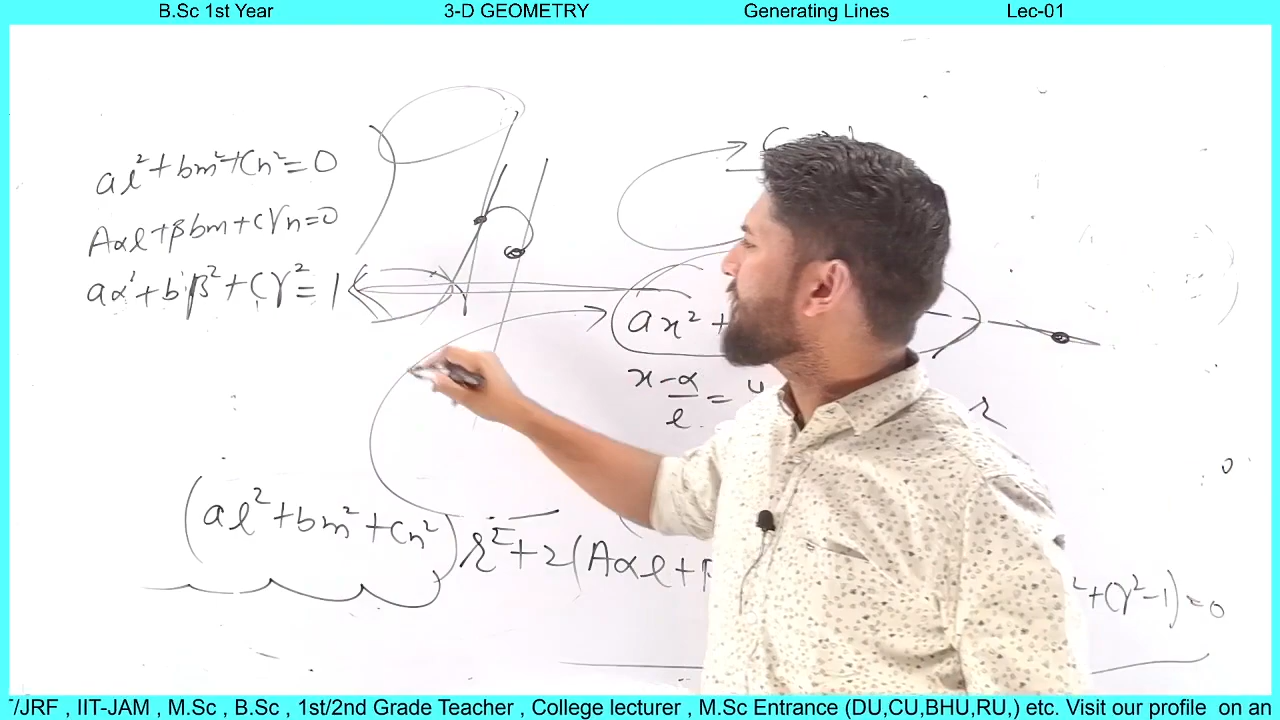 B.Sc 1st Year 3-D GEOMETRY Generating Lines Lec-01
al²+bm²+Cn²=0
Aαl+βbm+Cγn=0
aα²+bβ²+Cγ²=1
ax²+
x-α/l =
r
(al²+bm²+Cn²)r²+2(Aαl+β ²+Cγ²-1)=0
/JRF , IIT-JAM , M.Sc , B.Sc , 1st/2nd Grade Teacher , College lecturer , M.Sc Entrance (DU,CU,BHU,RU,) etc. Visit our profile on an